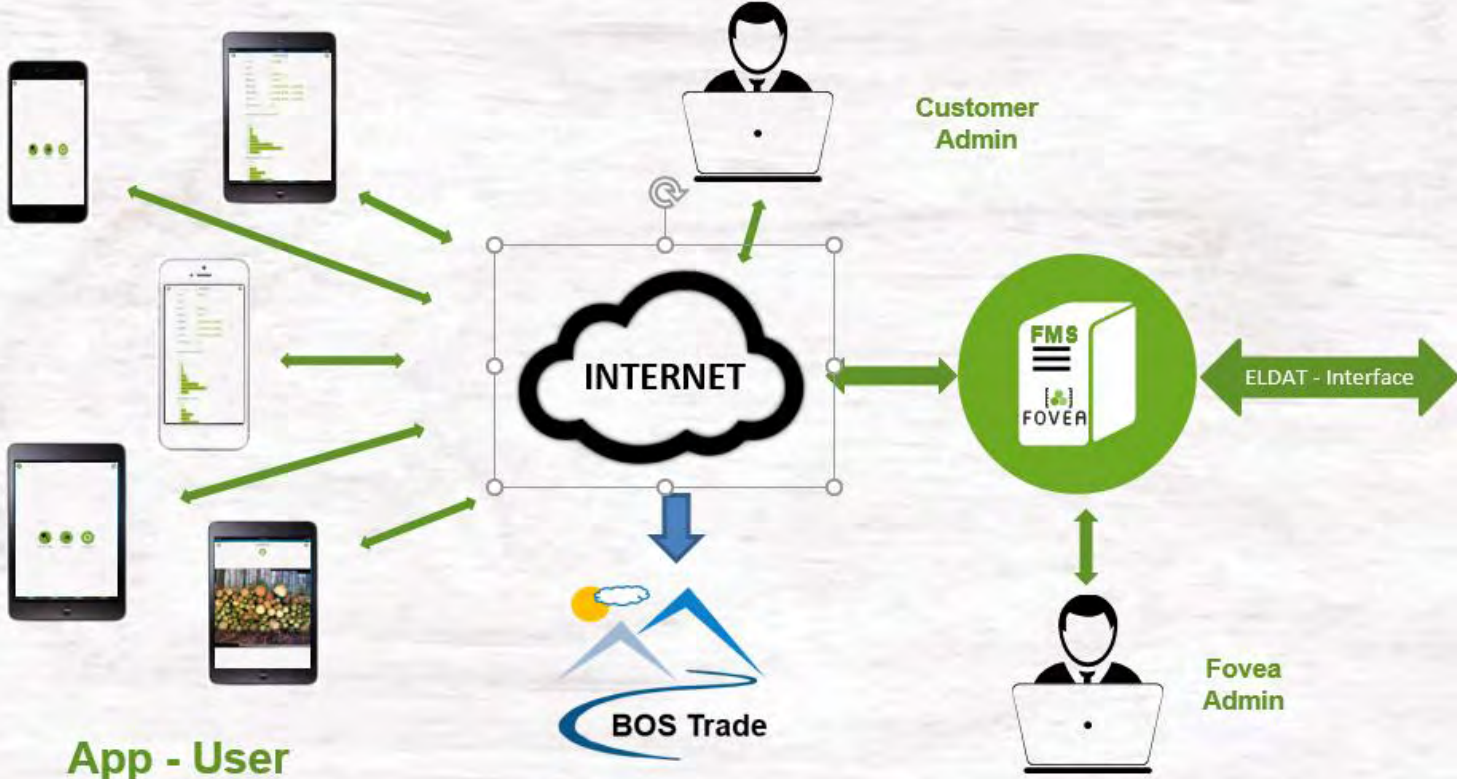 Customer
Admin
INTERNET
FMS
FOVEA
ELDAT - Interface
BOS Trade
Fovea
Admin
App - User